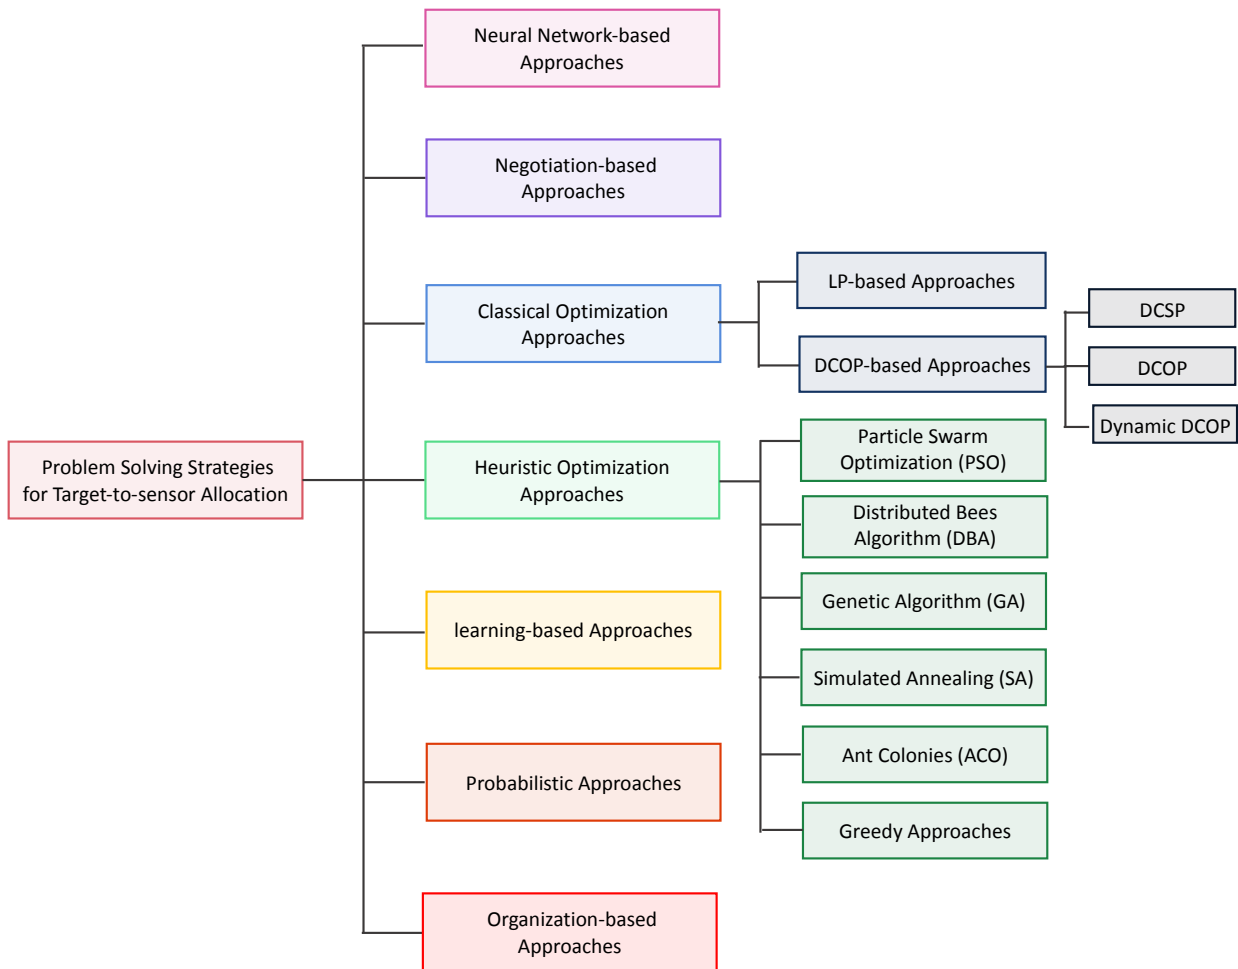 Problem Solving Strategies
for Target-to-sensor Allocation
Neural Network-based
Approaches
Negotiation-based
Approaches
Classical Optimization
Approaches
LP-based Approaches
DCOP-based Approaches
DCSP
DCOP
Dynamic DCOP
Heuristic Optimization
Approaches
Particle Swarm
Optimization (PSO)
Distributed Bees
Algorithm (DBA)
Genetic Algorithm (GA)
Simulated Annealing (SA)
Ant Colonies (ACO)
Greedy Approaches
learning-based Approaches
Probabilistic Approaches
Organization-based
Approaches